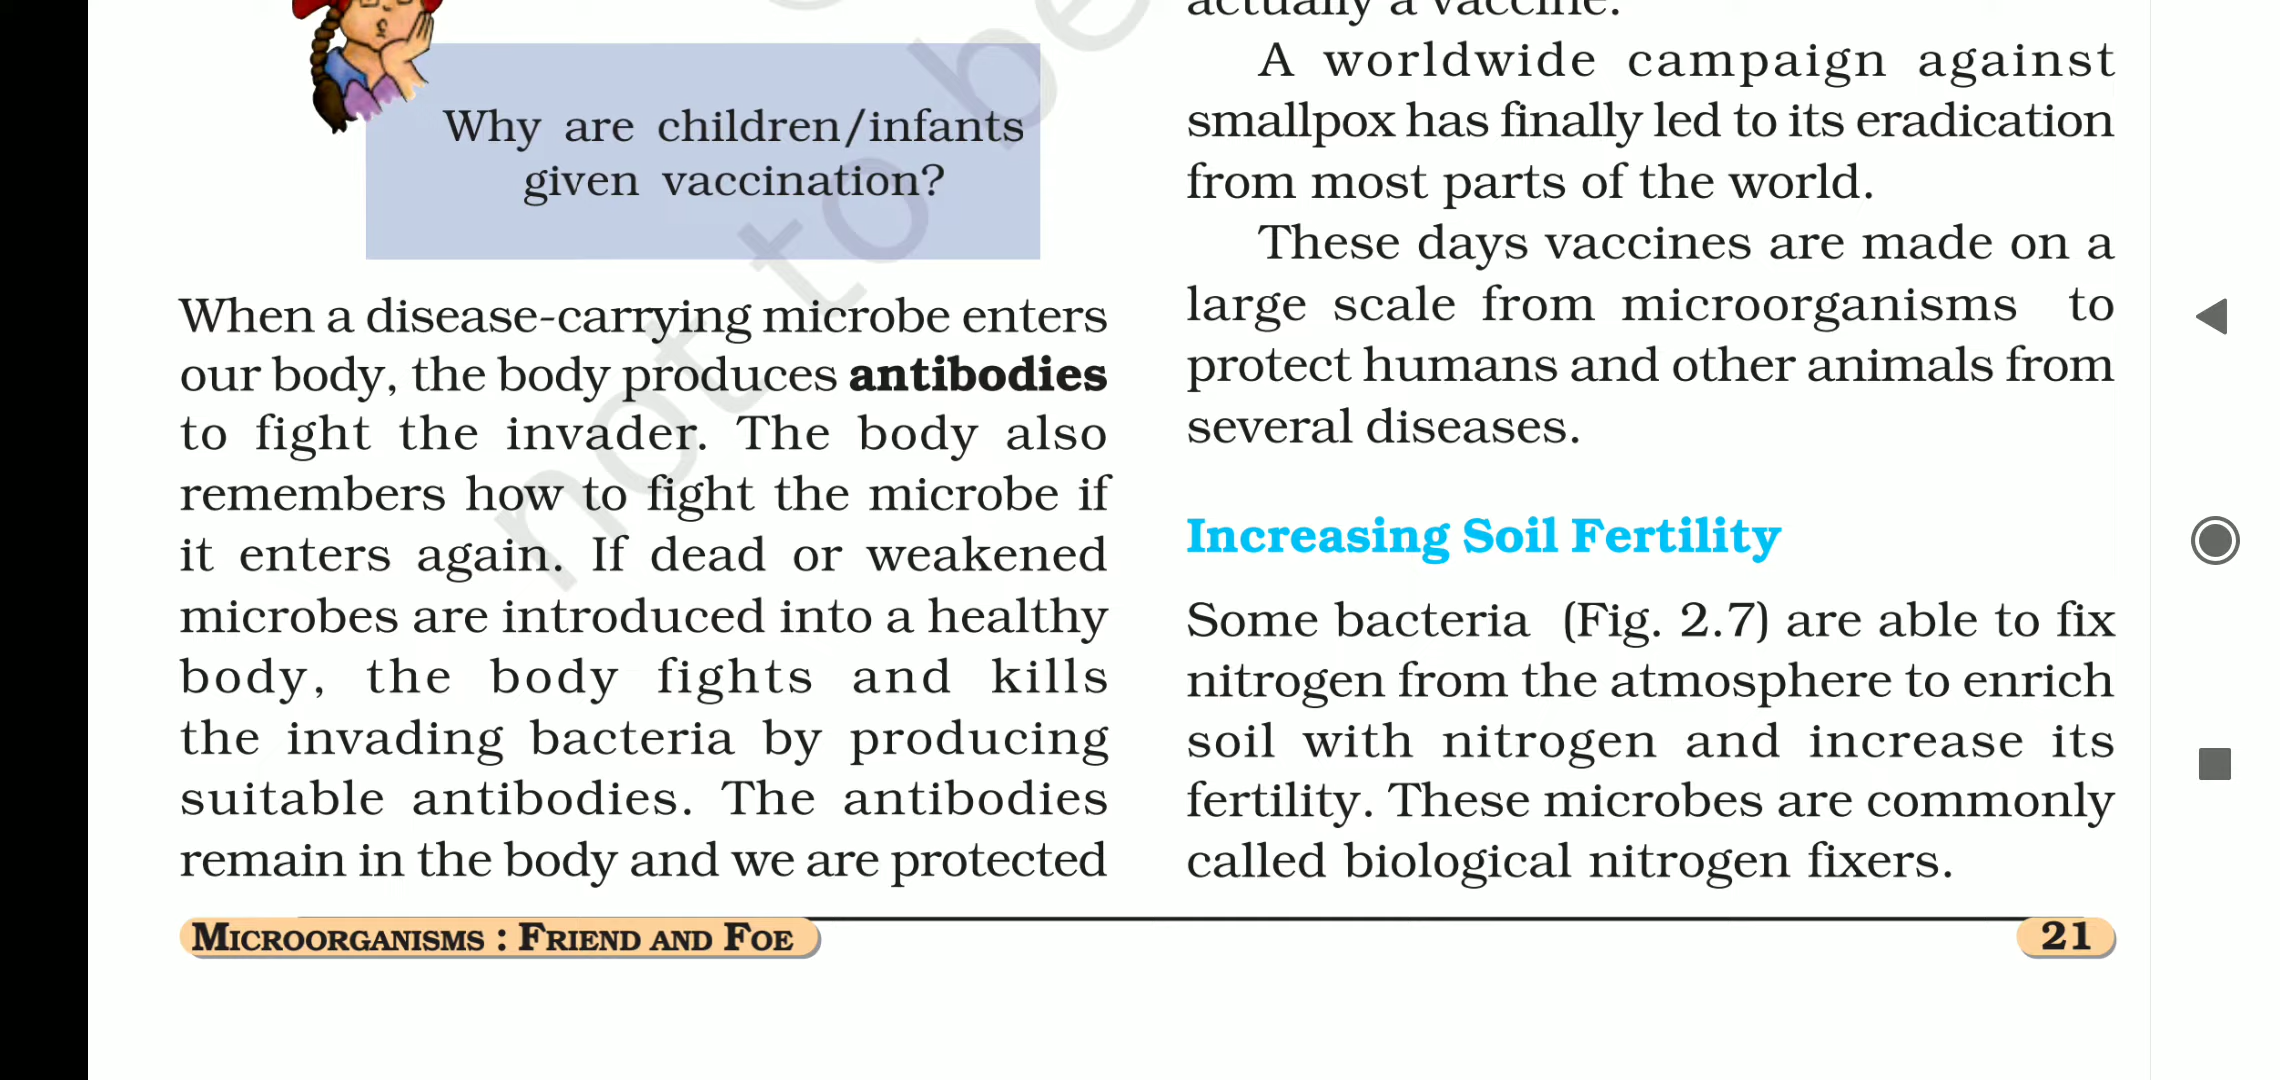 Why are children/infants
given vaccination?
When a disease-carrying microbe enters
our body, the body produces antibodies
to fight the invader. The body also
remembers how to fight the microbe if
it enters again. If dead or weakened
microbes are introduced into a healthy
body, the body fights and kills
the invading bacteria by producing
suitable antibodies. The antibodies
remain in the body and we are protected
actually a vaccine.
A worldwide campaign against
smallpox has finally led to its eradication
from most parts of the world.
These days vaccines are made on a
large scale from microorganisms to
protect humans and other animals from
several diseases.
Increasing Soil Fertility
Some bacteria (Fig. 2.7) are able to fix
nitrogen from the atmosphere to enrich
soil with nitrogen and increase its
fertility. These microbes are commonly
called biological nitrogen fixers.
MICROORGANISMS : FRIEND AND FOE
21
not to be